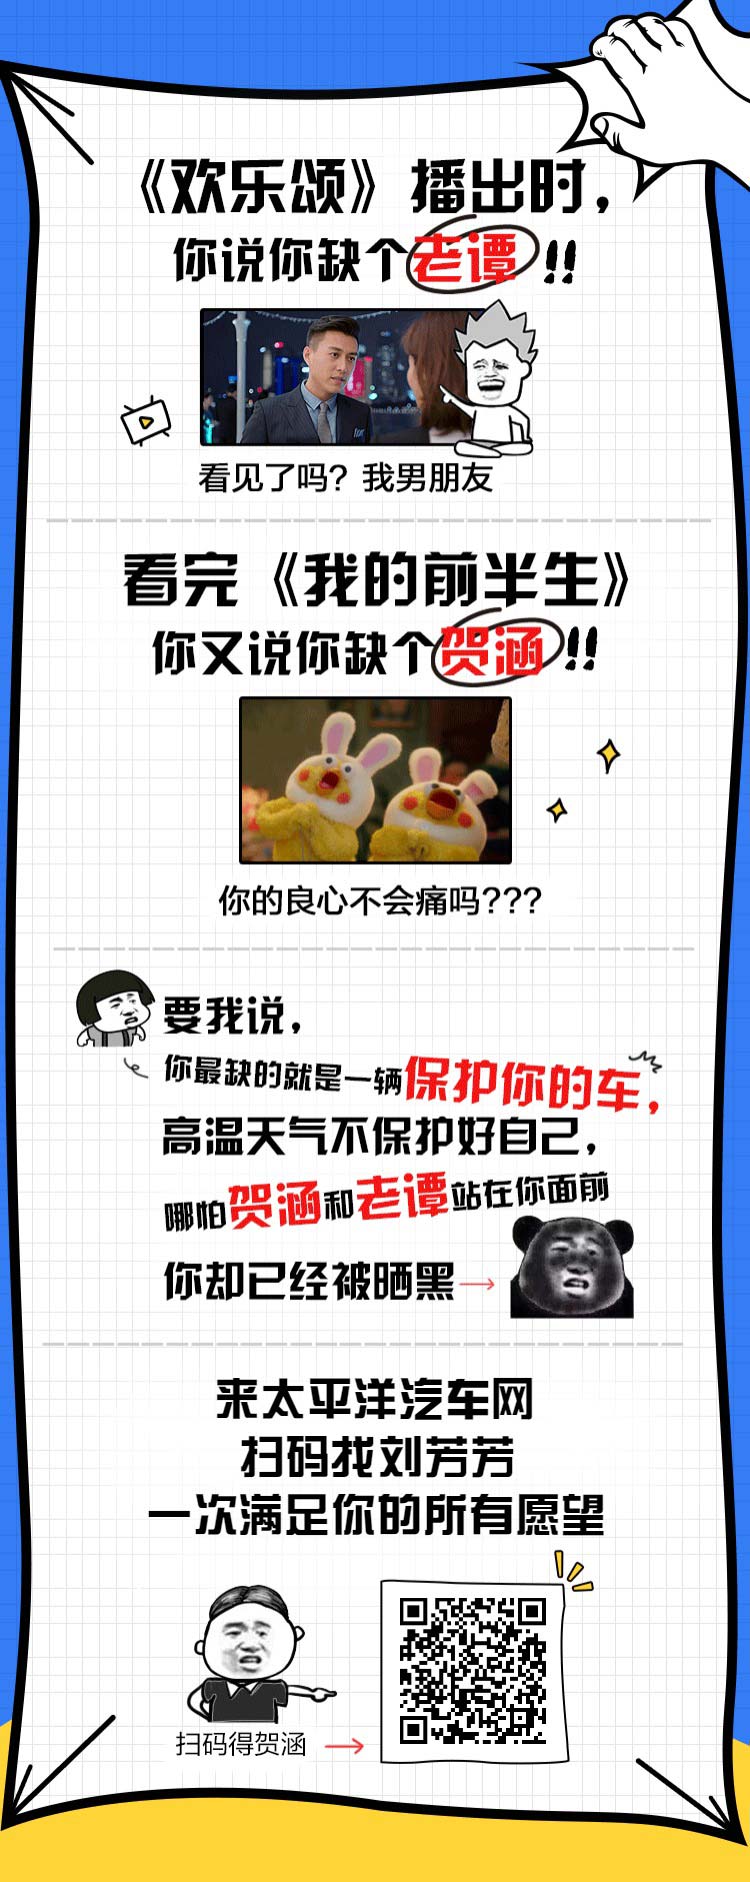 《欢乐颂》播出时，
你说你缺个老谭!!
看见了吗？我男朋友
看完《我的前半生》
你又说你缺个贺涵!!
你的良心不会痛吗???
要我说，
你最缺的就是一辆保护你的车，
高温天气不保护好自己，
哪怕贺涵和老谭站在你面前
你却已经被晒黑
来太平洋汽车网
扫码找刘芳芳
一次满足你的所有愿望
扫码得贺涵